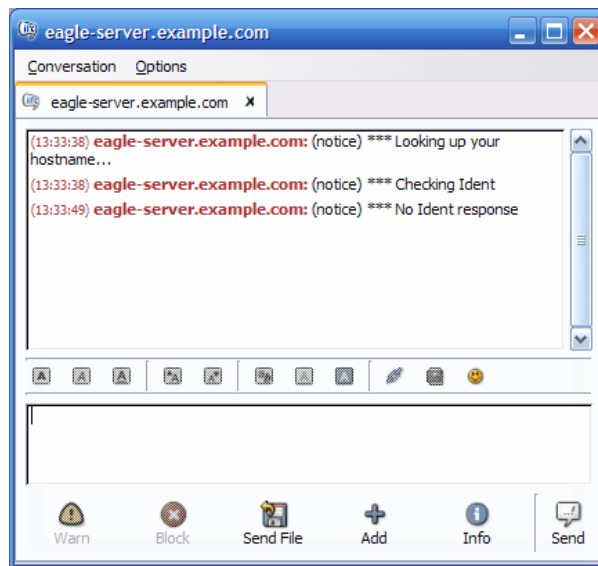 eagle-server.example.com
Conversation Options
eagle-server.example.com x
(13:33:38) eagle-server.example.com: (notice) *** Looking up your
hostname...
(13:33:38) eagle-server.example.com: (notice) *** Checking Ident
(13:33:49) eagle-server.example.com: (notice) *** No Ident response
Warn Block Send File Add Info Send